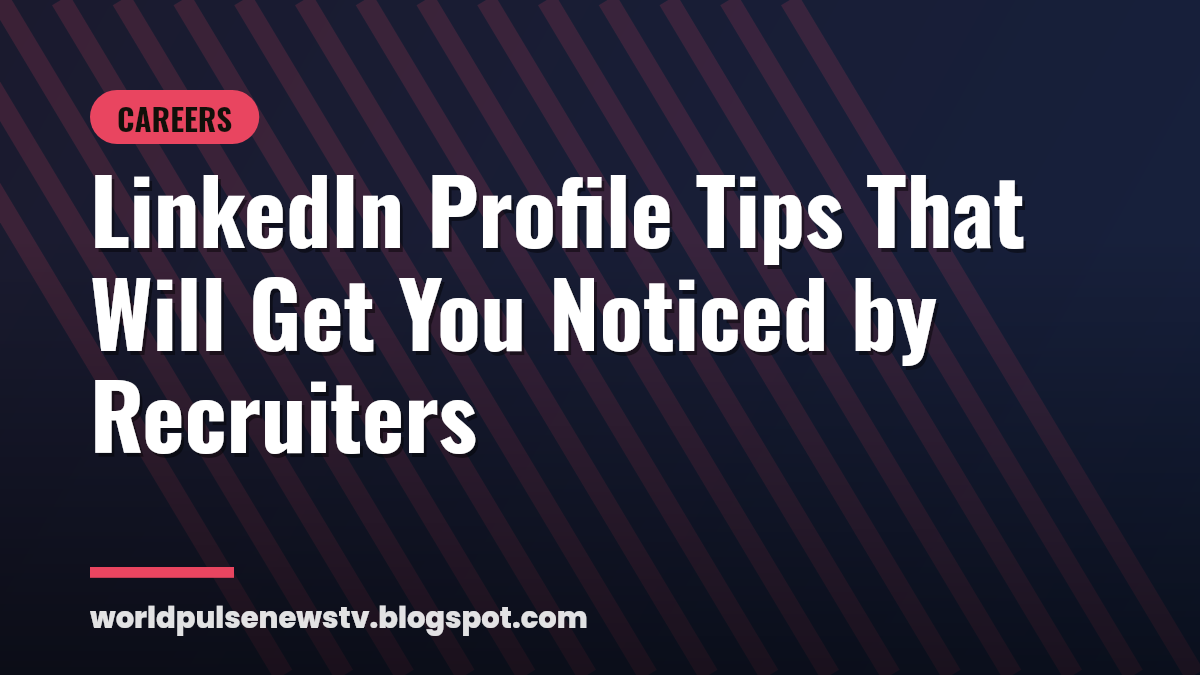 CAREERS
LinkedIn Profile Tips That
Will Get You Noticed by
Recruiters
worldpulsenewstv.blogspot.com